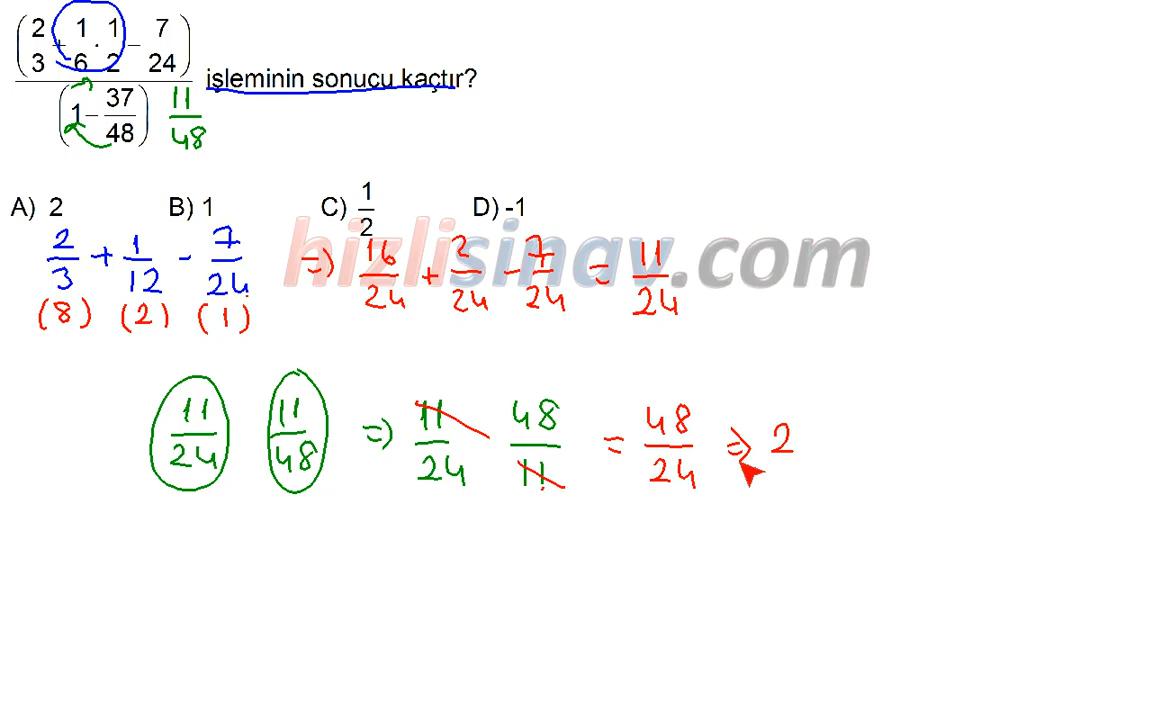 (2/3 + 1/6 . 1/2 − 7/24)
(1 − 37/48) 11/48
işleminin sonucu kaçtır?
A) 2 B) 1 C) 1/2 D) -1
hizlisinav.com
2/3 + 1/12 − 7/24 => 16/24 + 2/24 − 7/24 = 11/24
(8) (2) (1)
11/24 11/48 => 11/24 48/11 = 48/24 => 2